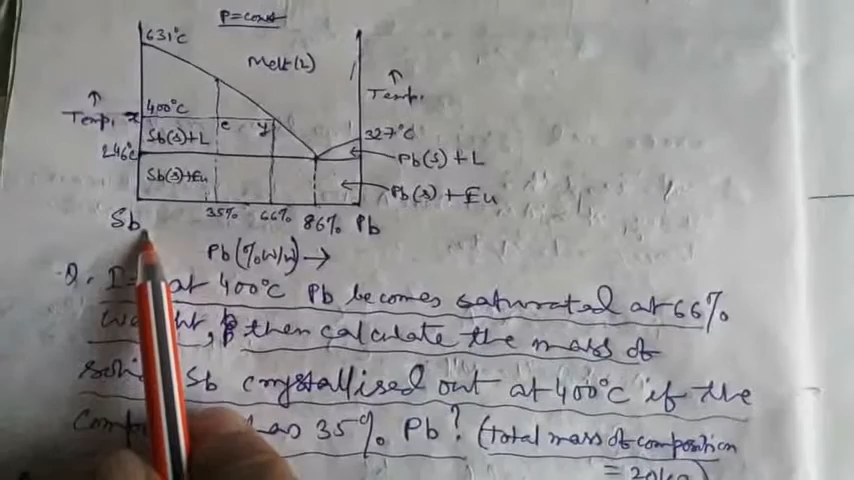 P=const
631°C
Melt(L)
↑
Temp.
↑
Temp.
x
400°C
e
y
327°C
Sb(s)+L
246°C
Pb(s)+L
Sb(s)+Eu
Pb(s)+Eu
35% 66% 86% Pb
Sb
Pb(%w/w)→
Q. at 400°C Pb becomes saturated at 66%
then calculate the mass of
Sb crystallised out at 400°C if the
has 35% Pb? (total mass of composition
= 20kg)